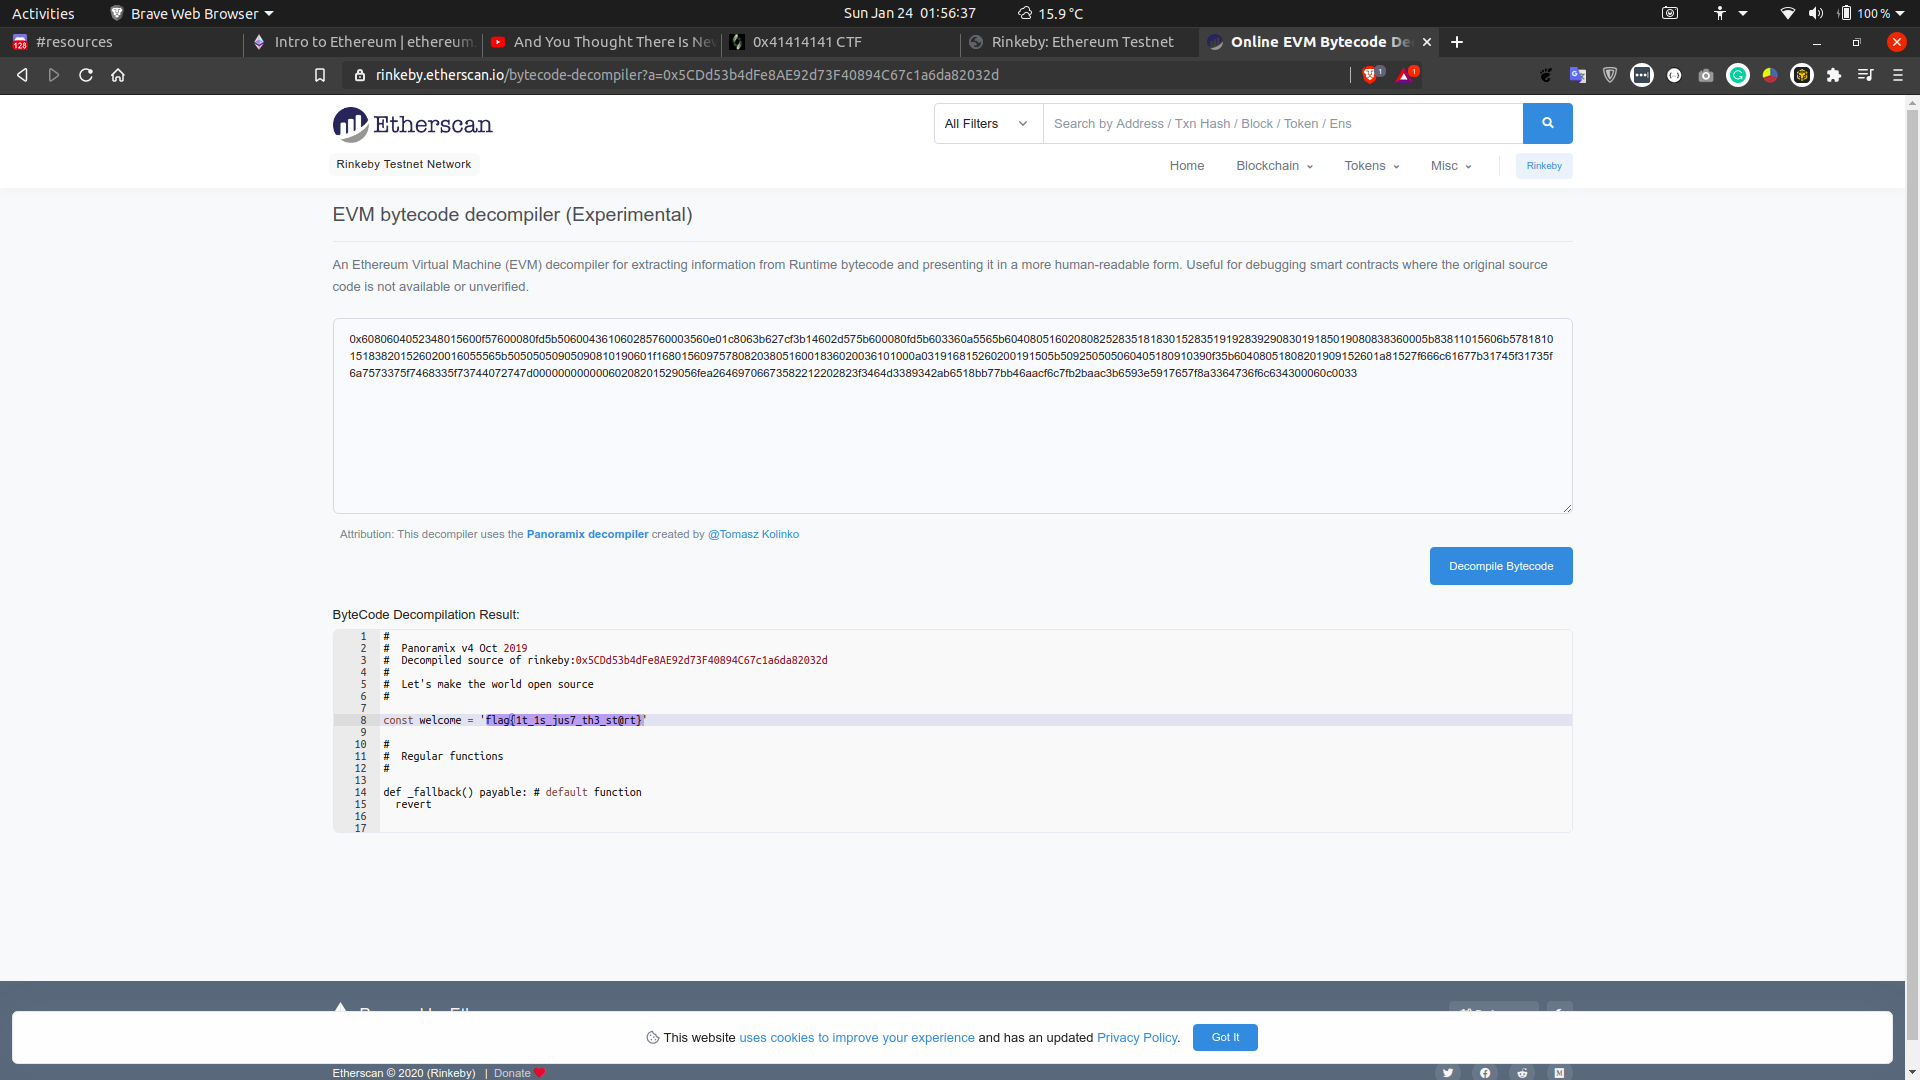 Activities
Brave Web Browser
Sun Jan 24 01:56:37
15.9 °C
100 %
#resources
Intro to Ethereum | ethereum.
And You Thought There Is Nev
0x41414141 CTF
Rinkeby: Ethereum Testnet
Online EVM Bytecode De
rinkeby.etherscan.io/bytecode-decompiler?a=0x5CDd53b4dFe8AE92d73F40894C67c1a6da82032d
Etherscan
All Filters
Search by Address / Txn Hash / Block / Token / Ens
Rinkeby Testnet Network
Home
Blockchain
Tokens
Misc
Rinkeby
EVM bytecode decompiler (Experimental)
An Ethereum Virtual Machine (EVM) decompiler for extracting information from Runtime bytecode and presenting it in a more human-readable form. Useful for debugging smart contracts where the original source
code is not available or unverified.
0x6080604052348015600f57600080fd5b506004361060285760003560e01c8063b627cf3b14602d575b600080fd5b603360a5565b6040805160208082528351818301528351919283929083019185019080838360005b83811015606b578181810
151838201526020016055565b50505050905090810190601f1680156097578082038051600183602003610100 0a031916815260200191505b509250505060405180910390f35b60408051808201909152601a81527f666c61677b31745f31735f
6a7573375f7468335f73744072747d000000000000602082015290 56fea26469706673582212202823f3464d3389342ab6518bb77bb46aacf6c7fb2baac3b6593e5917657f8a3364736f6c634300060c0033
Attribution: This decompiler uses the Panoramix decompiler created by @Tomasz Kolinko
Decompile Bytecode
ByteCode Decompilation Result:
1 #
2 # Panoramix v4 Oct 2019
3 # Decompiled source of rinkeby:0x5CDd53b4dFe8AE92d73F40894C67c1a6da82032d
4 #
5 # Let's make the world open source
6 #
7
8 const welcome = 'flag{1t_1s_jus7_th3_st@rt}'
9
10 #
11 # Regular functions
12 #
13
14 def _fallback() payable: # default function
15 revert
16
17
This website uses cookies to improve your experience and has an updated Privacy Policy.
Got It
Etherscan © 2020 (Rinkeby) | Donate